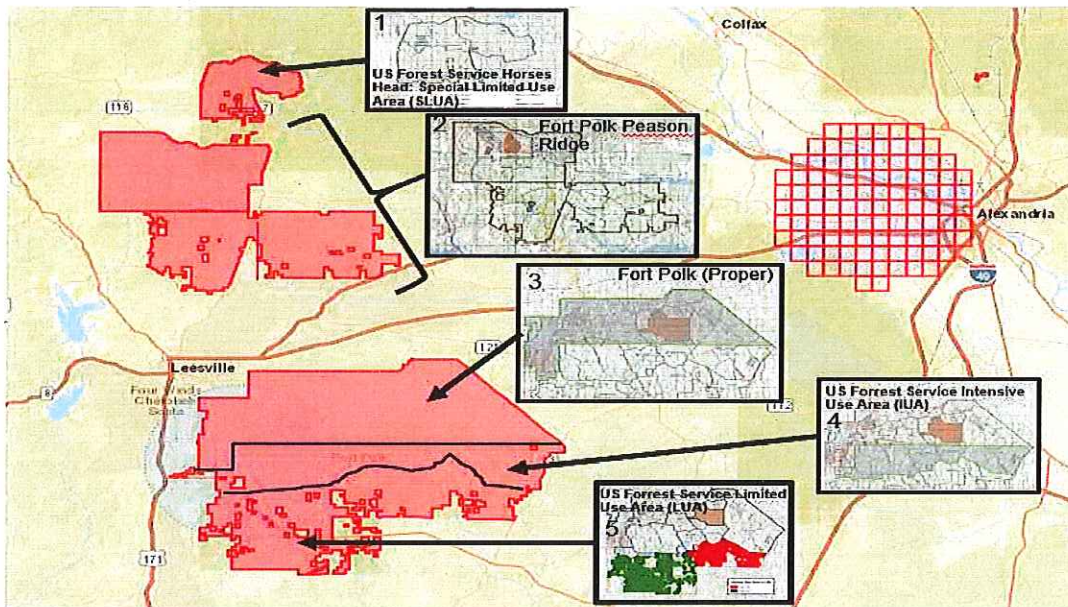 Colfax
1
US Forest Service Horses
Head: Special Limited Use
Area (SLUA)
118
2
Fort Polk Peason
Ridge
Alexandria
49
3
Fort Polk (Proper)
Leesville
8
US Forrest Service Intensive
Use Area (IUA)
4
US Forrest Service Limited
Use Area (LUA)
5
171